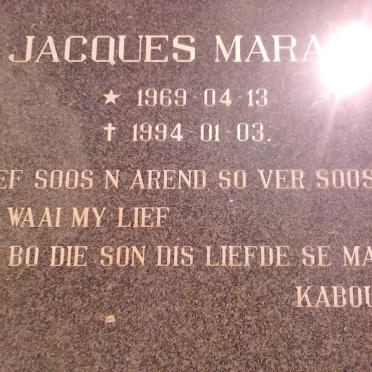 JACQUES MARA
★ 1969-04-13
✝ 1994-01-03.
EF SOOS N AREND SO VER SOOS
WAAI MY LIEF
BO DIE SON DIS LIEFDE SE MA
KABOU